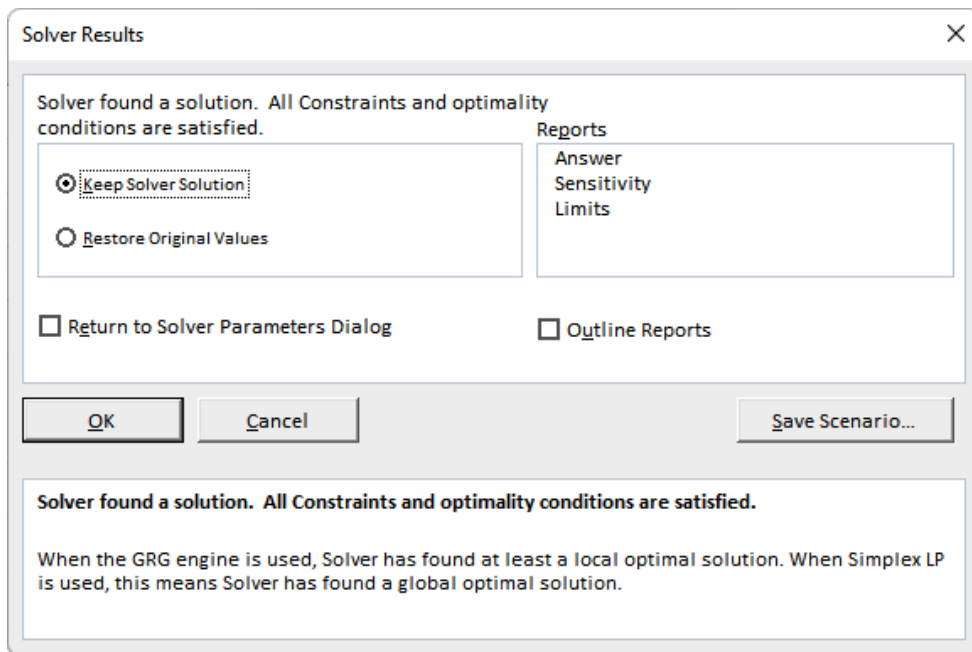 Solver Results
Solver found a solution.  All Constraints and optimality
conditions are satisfied.
Reports
Keep Solver Solution
Restore Original Values
Answer
Sensitivity
Limits
Return to Solver Parameters Dialog
Outline Reports
OK
Cancel
Save Scenario...
Solver found a solution.  All Constraints and optimality conditions are satisfied.
When the GRG engine is used, Solver has found at least a local optimal solution. When Simplex LP
is used, this means Solver has found a global optimal solution.